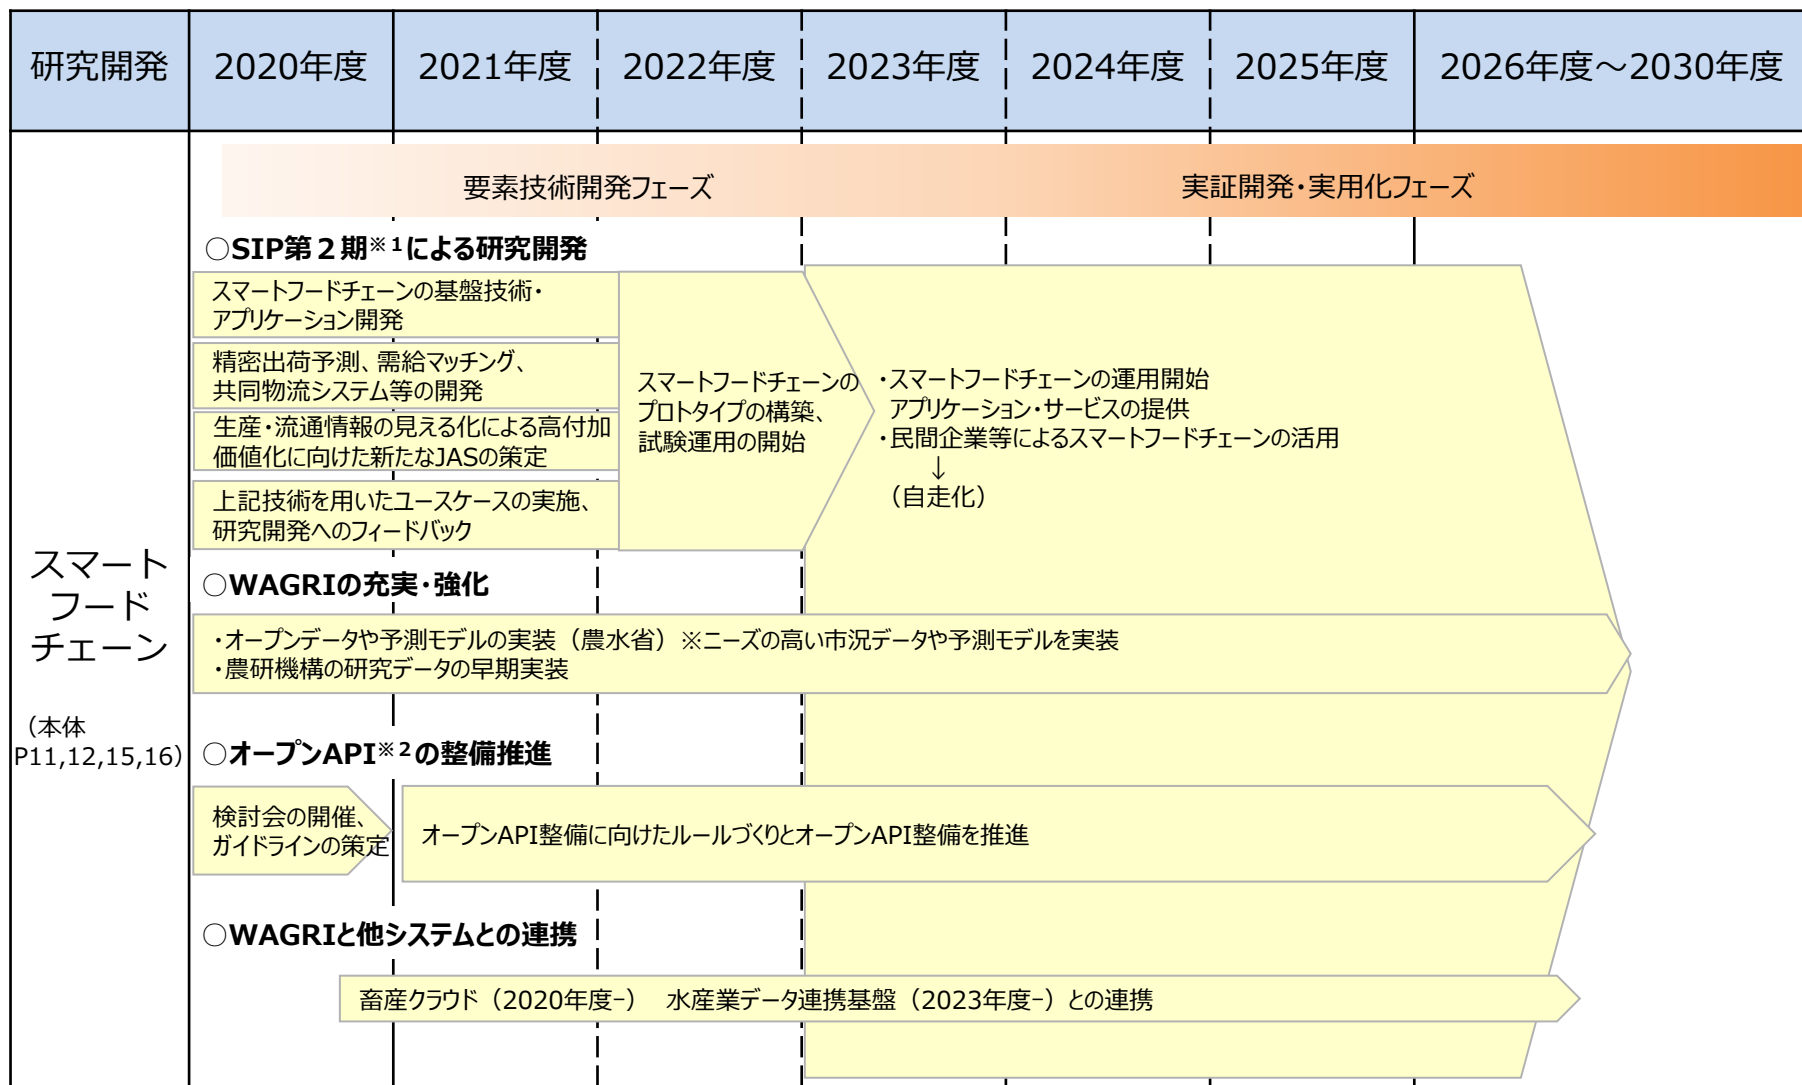 研究開発
2020年度
2021年度
2022年度
2023年度
2024年度
2025年度
2026年度～2030年度
スマート
フード
チェーン
（本体
P11,12,15,16）
要素技術開発フェーズ
実証開発・実用化フェーズ
○SIP第２期※1による研究開発
スマートフードチェーンの基盤技術・
アプリケーション開発
精密出荷予測、需給マッチング、
共同物流システム等の開発
生産・流通情報の見える化による高付加
価値化に向けた新たなJASの策定
上記技術を用いたユースケースの実施、
研究開発へのフィードバック
スマートフードチェーンの
プロトタイプの構築、
試験運用の開始
・スマートフードチェーンの運用開始
アプリケーション・サービスの提供
・民間企業等によるスマートフードチェーンの活用
↓
（自走化）
○WAGRIの充実・強化
・オープンデータや予測モデルの実装（農水省）※ニーズの高い市況データや予測モデルを実装
・農研機構の研究データの早期実装
○オープンAPI※2の整備推進
検討会の開催、
ガイドラインの策定
オープンAPI整備に向けたルールづくりとオープンAPI整備を推進
○WAGRIと他システムとの連携
畜産クラウド（2020年度-）　水産業データ連携基盤（2023年度-）との連携